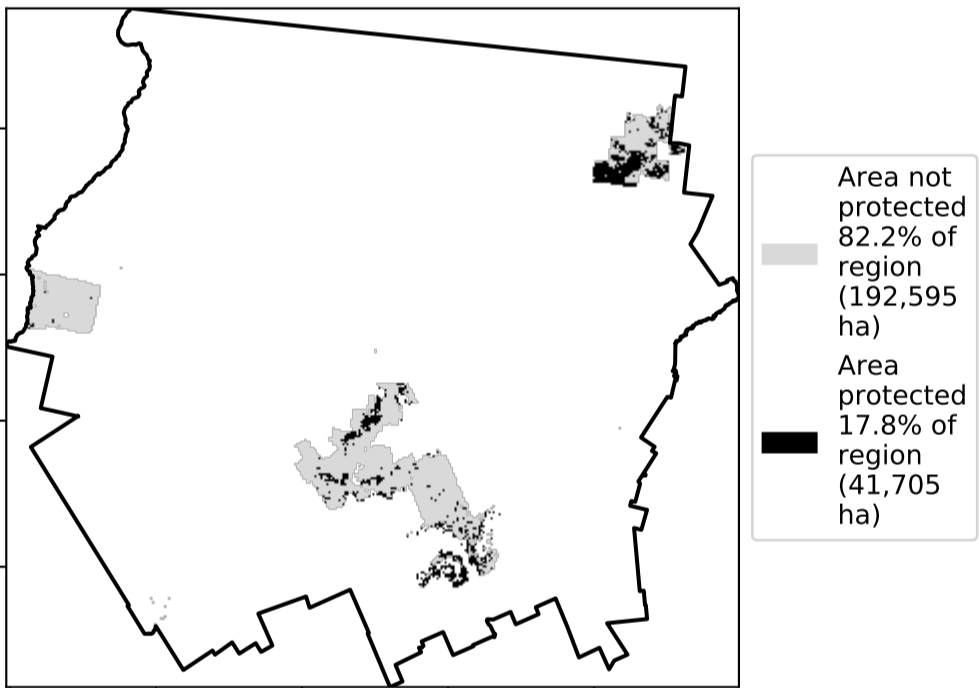 Area not
protected
82.2% of
region
(192,595
ha)
Area
protected
17.8% of
region
(41,705
ha)